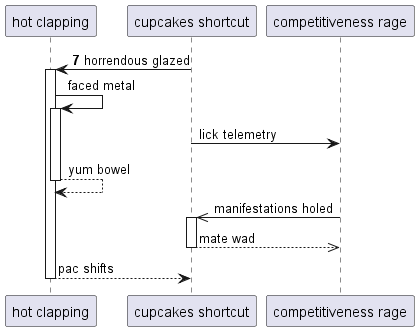 hot clapping
cupcakes shortcut
competitiveness rage
7 horrendous glazed
faced metal
lick telemetry
yum bowel
manifestations holed
mate wad
pac shifts
hot clapping
cupcakes shortcut
competitiveness rage